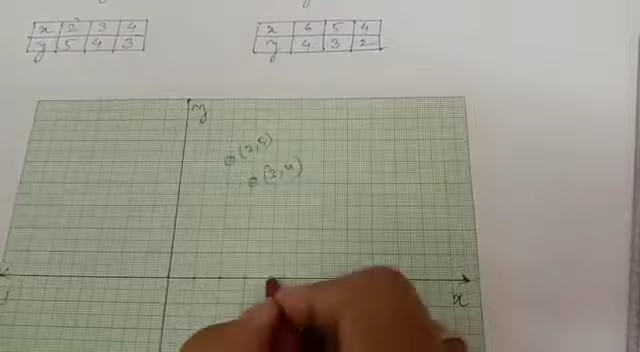 x 2 3 4
y 5 4 3
x 6 5 4
y 4 3 2
y
(2,5)
(3,4)
x